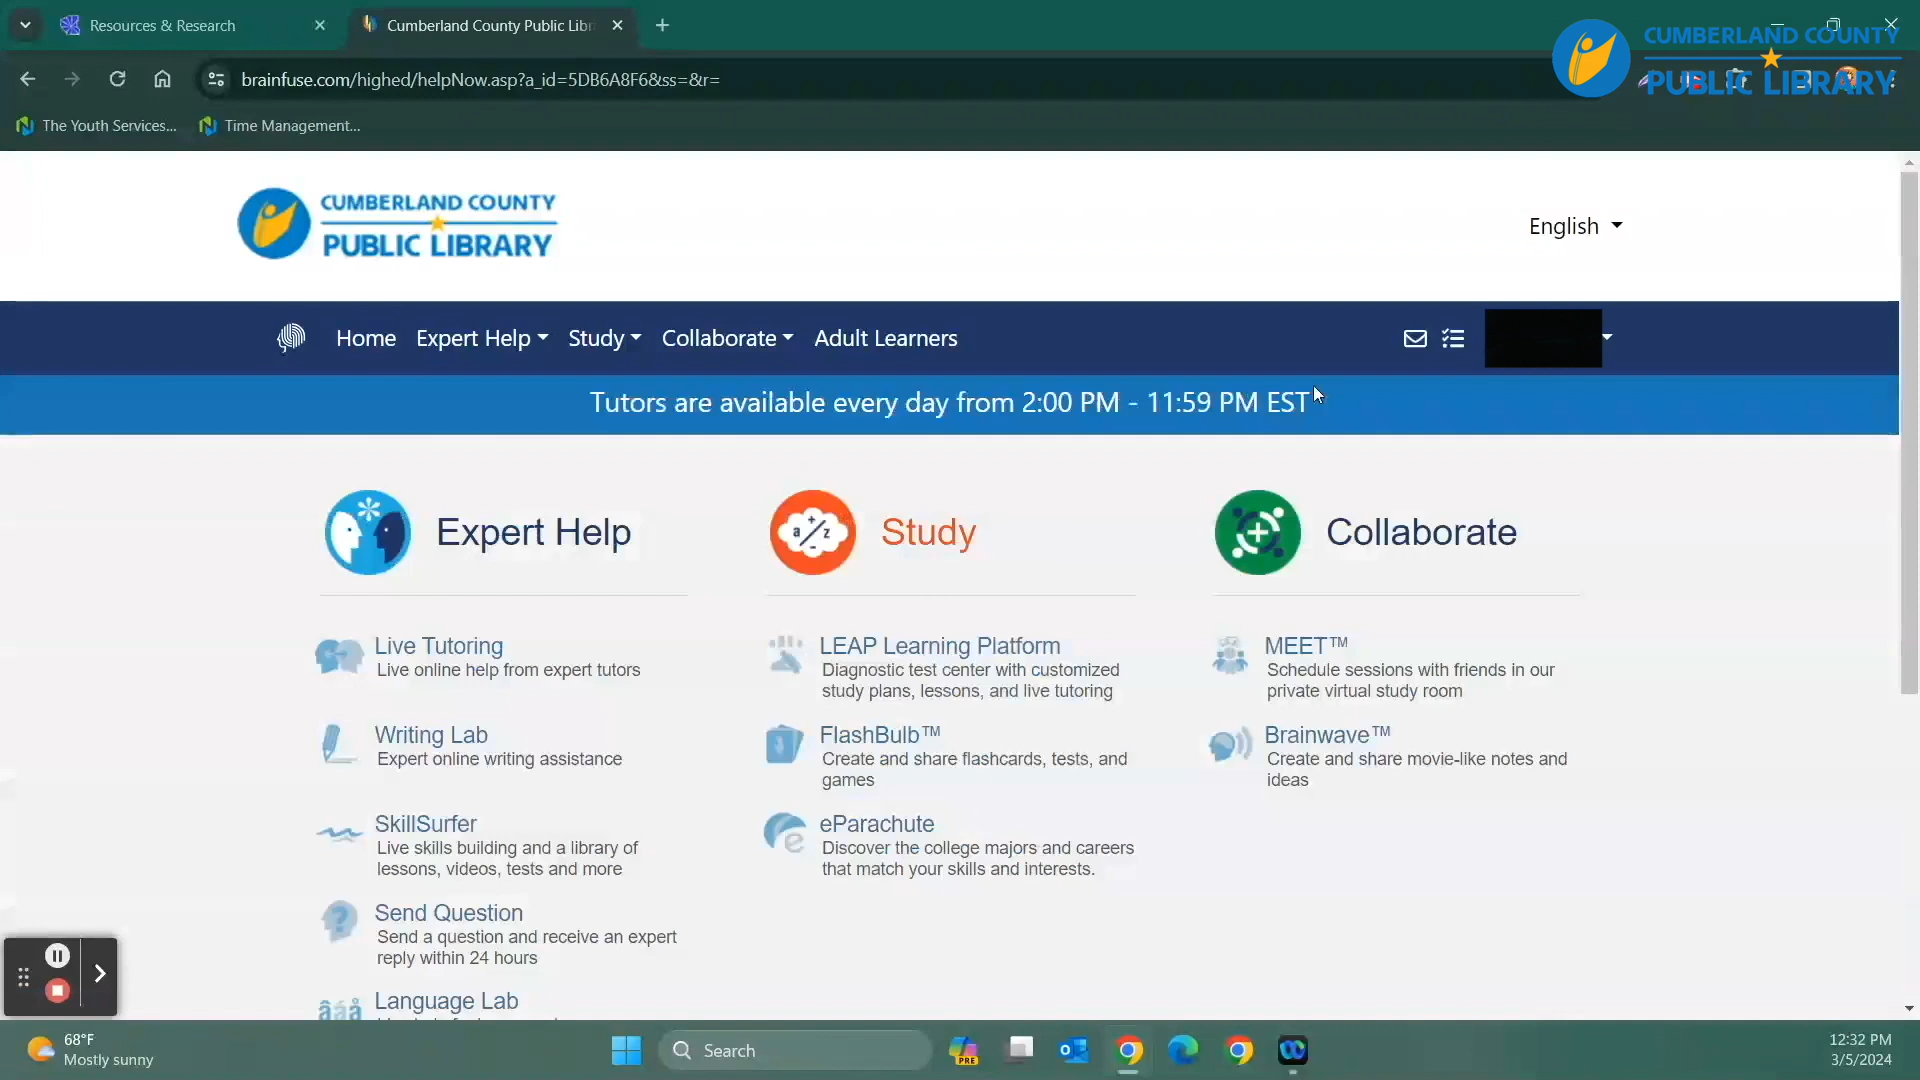 Resources & Research
Cumberland County Public Libr
CUMBERLAND COUNTY
PUBLIC LIBRARY
brainfuse.com/highed/helpNow.asp?a_id=5DB6A8F6&ss=&r=
The Youth Services...
Time Management...
CUMBERLAND COUNTY
PUBLIC LIBRARY
English
Home Expert Help Study Collaborate Adult Learners
Tutors are available every day from 2:00 PM - 11:59 PM EST
Expert Help
Live Tutoring
Live online help from expert tutors
Writing Lab
Expert online writing assistance
SkillSurfer
Live skills building and a library of
lessons, videos, tests and more
Send Question
Send a question and receive an expert
reply within 24 hours
Language Lab
Study
a + z
LEAP Learning Platform
Diagnostic test center with customized
study plans, lessons, and live tutoring
FlashBulb™
Create and share flashcards, tests, and
games
eParachute
Discover the college majors and careers
that match your skills and interests.
Collaborate
MEET™
Schedule sessions with friends in our
private virtual study room
Brainwave™
Create and share movie-like notes and
ideas
68°F
Mostly sunny
Search
PRE
12:32 PM
3/5/2024